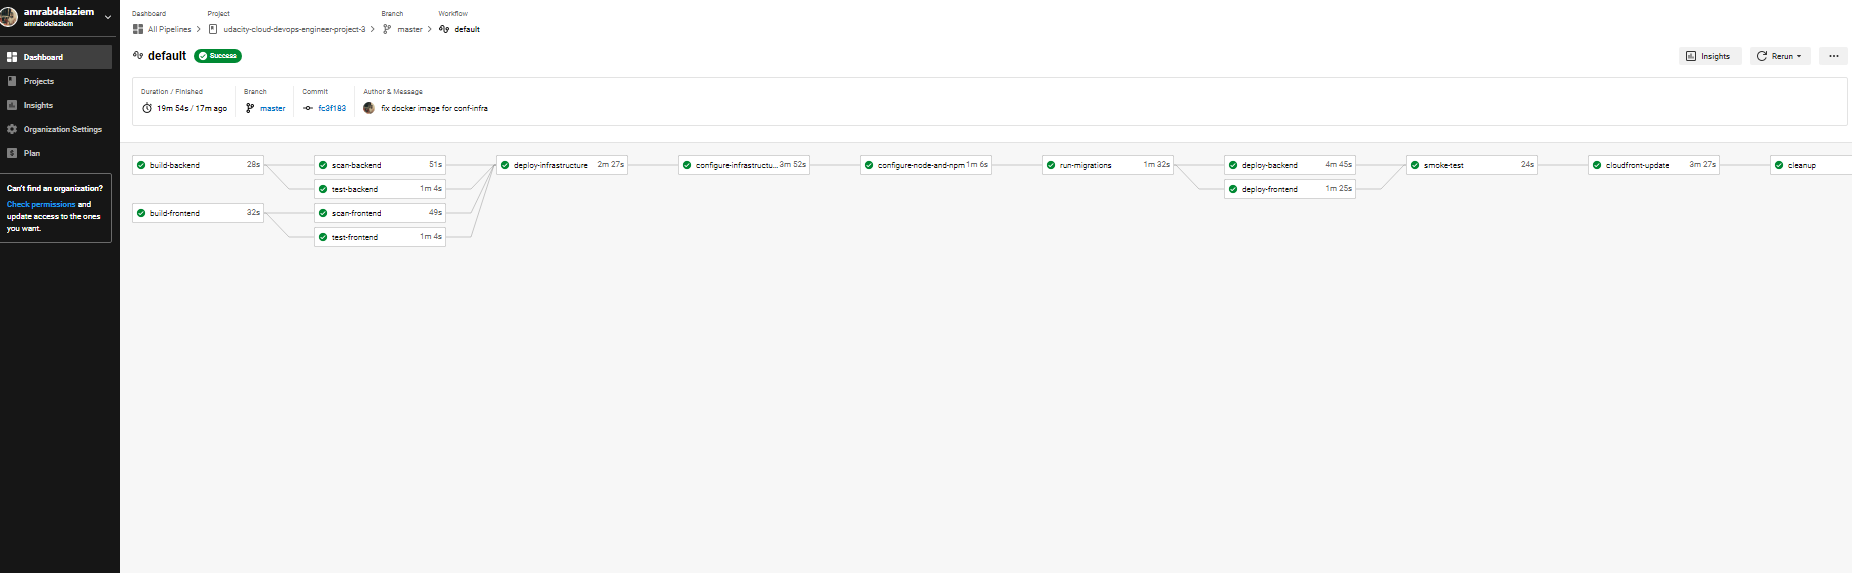 amrabdelaziem
amrabdelaziem
Dashboard
Projects
Insights
Organization Settings
Plan
Can't find an organization?
Check permissions and
update access to the ones
you want.
Dashboard Project Branch Workflow
All Pipelines udacity-cloud-devops-engineer-project-3 master default
default Success Insights Rerun
Duration / Finished Branch Commit Author & Message
19m 54s / 17m ago master fc3f183 fix docker image for conf-infra
build-backend 28s scan-backend 51s deploy-infrastructure 2m 27s configure-infrastructu... 3m 52s configure-node-and-npm 1m 6s run-migrations 1m 32s deploy-backend 4m 45s smoke-test 24s cloudfront-update 3m 27s cleanup
test-backend 1m 4s deploy-frontend 1m 25s
build-frontend 32s scan-frontend 49s
test-frontend 1m 4s